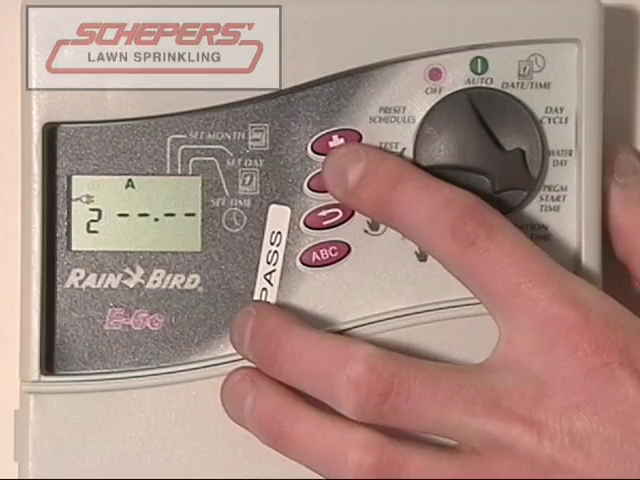 SCHEPERS'
LAWN SPRINKLING
OFF
AUTO
DATE/TIME
PRESET
SCHEDULES
DAY
CYCLE
TEST
WATER
DAY
PRGM
START
TIME
SET MONTH
SET DAY
SET TIME
A
2 --.--
ABC
PASS
RAIN BIRD
E-6c